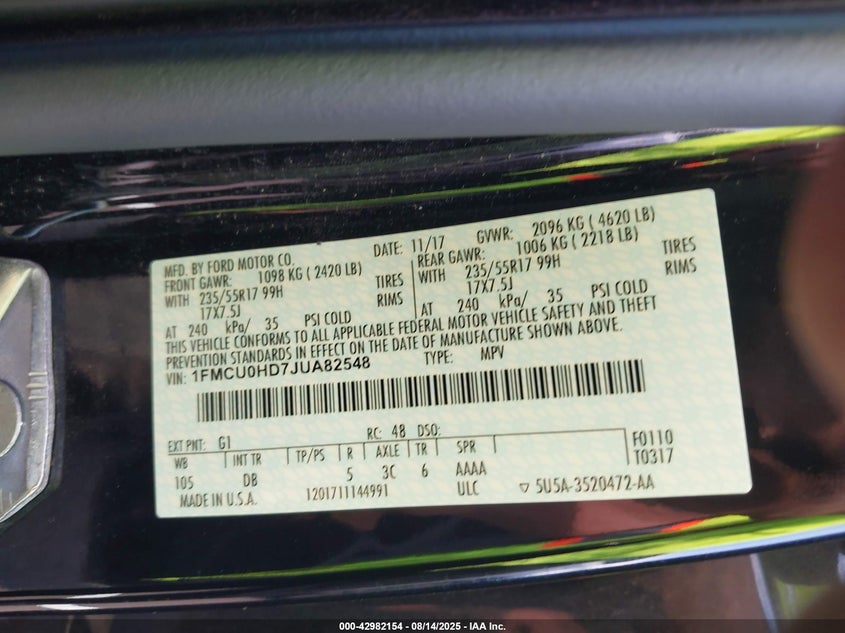 MFD. BY FORD MOTOR CO. DATE: 11/17 GVWR: 2096 KG ( 4620 LB)
FRONT GAWR: 1098 KG ( 2420 LB) REAR GAWR: 1006 KG ( 2218 LB)
WITH 235/55R17 99H TIRES WITH 235/55R17 99H TIRES
17X7.5J RIMS 17X7.5J RIMS
AT 240 kPa/ 35 PSI COLD AT 240 kPa/ 35 PSI COLD
THIS VEHICLE CONFORMS TO ALL APPLICABLE FEDERAL MOTOR VEHICLE SAFETY AND THEFT
PREVENTION STANDARDS IN EFFECT ON THE DATE OF MANUFACTURE SHOWN ABOVE.
VIN: 1FMCU0HD7JUA82548 TYPE: MPV
EXT PNT: G1 RC: 48 DSO: F0110
WB INT TR TP/PS R AXLE TR SPR T0317
105 DB 5 3C 6 AAAA
MADE IN U.S.A. 1201711144991 ULC ▽ 5U5A-3520472-AA
000-42982154 - 08/14/2025 - IAA Inc.